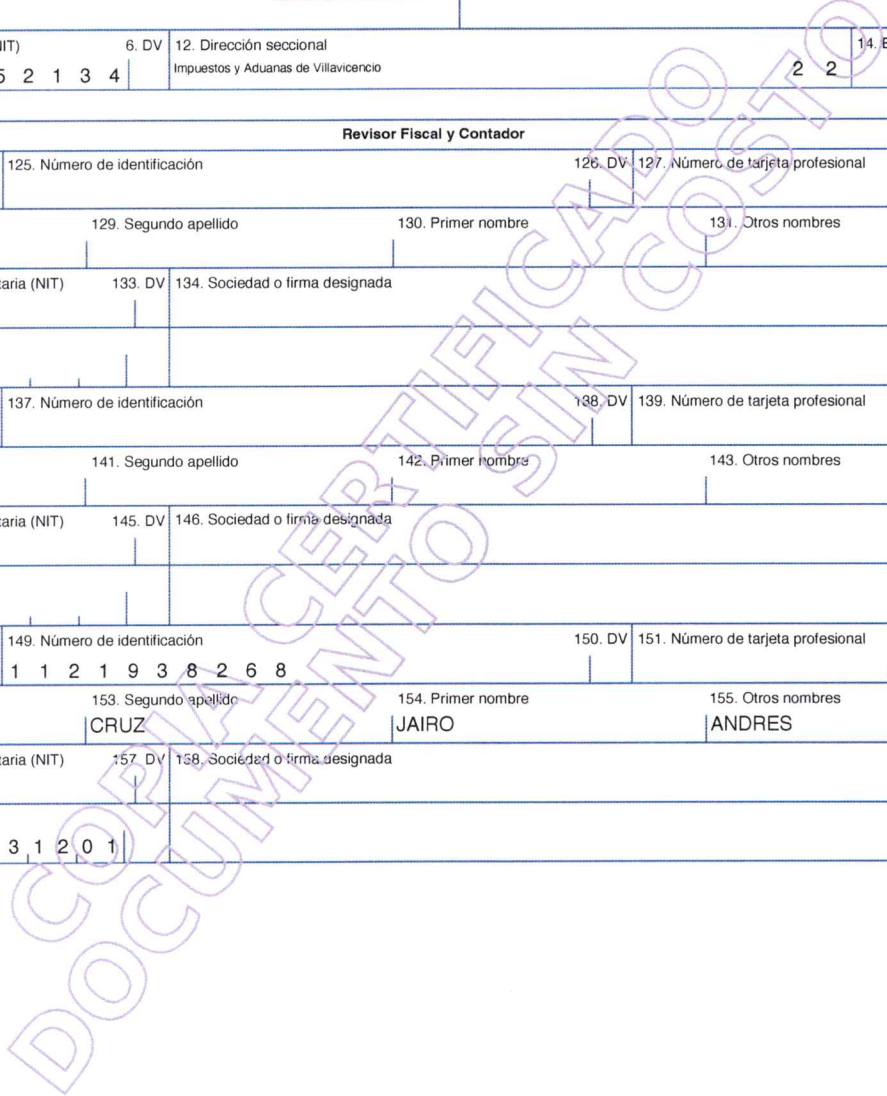 IIT) 6. DV 12. Dirección seccional 14. B
5 2 1 3 4 Impuestos y Aduanas de Villavicencio 2 2
Revisor Fiscal y Contador
125. Número de identificación 126. DV 127. Número de tarjeta profesional
129. Segundo apellido 130. Primer nombre 131. Otros nombres
taria (NIT) 133. DV 134. Sociedad o firma designada
137. Número de identificación 138. DV 139. Número de tarjeta profesional
141. Segundo apellido 142. Primer nombre 143. Otros nombres
taria (NIT) 145. DV 146. Sociedad o firma designada
149. Número de identificación 150. DV 151. Número de tarjeta profesional
1 1 2 1 9 3 8 2 6 8
153. Segundo apellido 154. Primer nombre 155. Otros nombres
CRUZ JAIRO ANDRES
taria (NIT) 157. DV 158. Sociedad o firma designada
3 1 2 0 1
COPIA CERTIFICADO
DOCUMENTO SIN COSTO